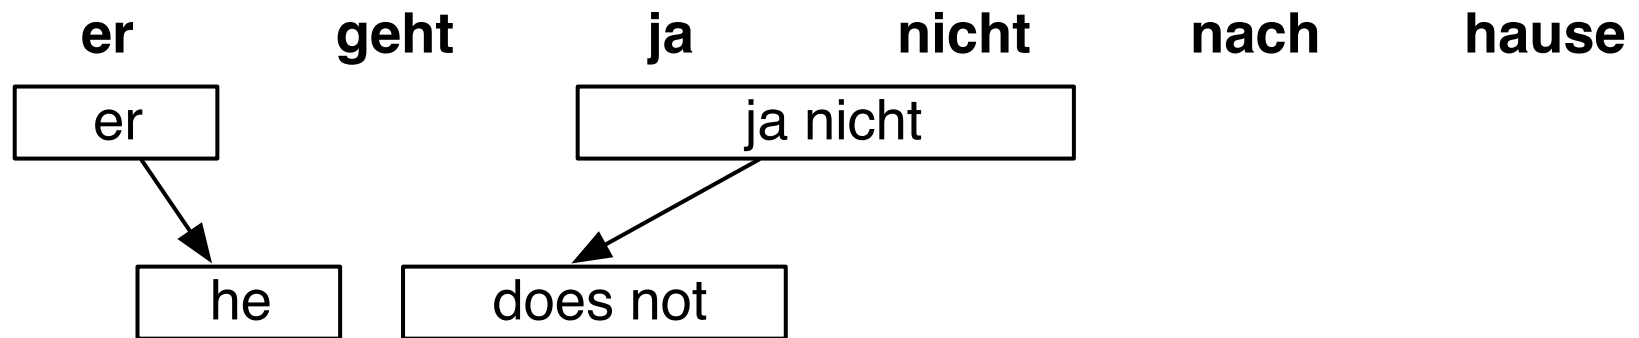 er geht ja nicht nach hause
er ja nicht
he does not